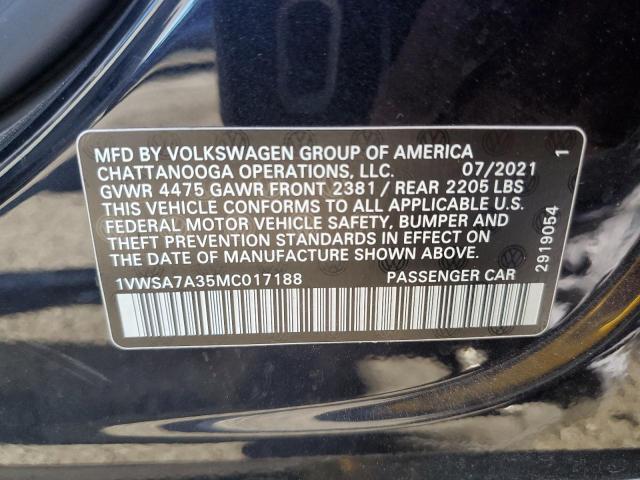 MFD BY VOLKSWAGEN GROUP OF AMERICA
CHATTANOOGA OPERATIONS, LLC. 07/2021
GVWR 4475 GAWR FRONT 2381 / REAR 2205 LBS
THIS VEHICLE CONFORMS TO ALL APPLICABLE U.S.
FEDERAL MOTOR VEHICLE SAFETY, BUMPER AND
THEFT PREVENTION STANDARDS IN EFFECT ON
THE DATE OF MANUFACTURE SHOWN ABOVE.
1VWSA7A35MC017188 PASSENGER CAR
2919054 1